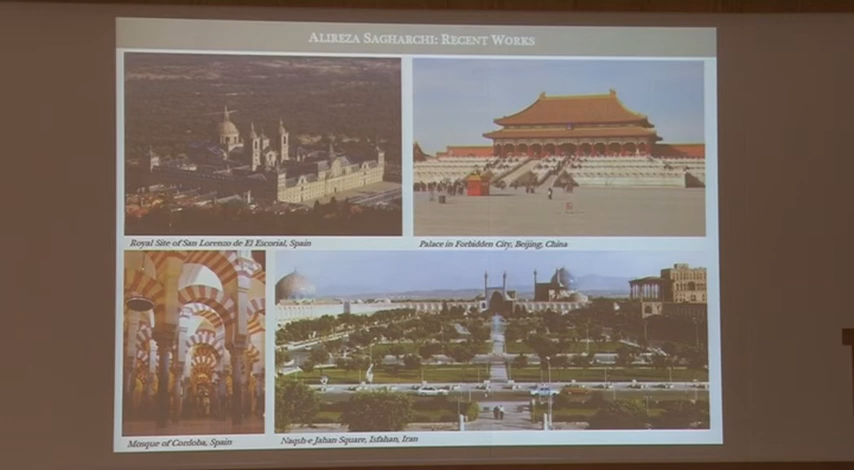 ALIREZA SAGHARCHI: RECENT WORKS
Royal Site of San Lorenzo de El Escorial, Spain
Palace in Forbidden City, Beijing, China
Mosque of Cordoba, Spain
Naqsh-e Jahan Square, Isfahan, Iran